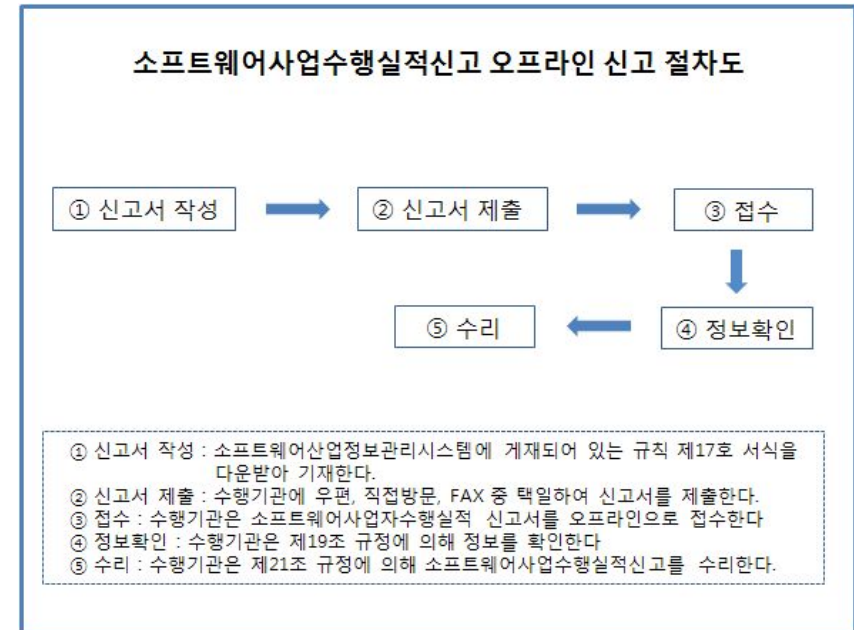 소프트웨어사업수행실적신고 오프라인 신고 절차도
① 신고서 작성
② 신고서 제출
③ 접수
④ 정보확인
⑤ 수리
① 신고서 작성 : 소프트웨어산업정보관리시스템에 게재되어 있는 규칙 제17호 서식을
다운받아 기재한다.
② 신고서 제출 : 수행기관에 우편, 직접방문, FAX 중 택일하여 신고서를 제출한다.
③ 접수 : 수행기관은 소프트웨어사업자수행실적 신고서를 오프라인으로 접수한다
④ 정보확인 : 수행기관은 제19조 규정에 의해 정보를 확인한다
⑤ 수리 : 수행기관은 제21조 규정에 의해 소프트웨어사업수행실적신고를 수리한다.